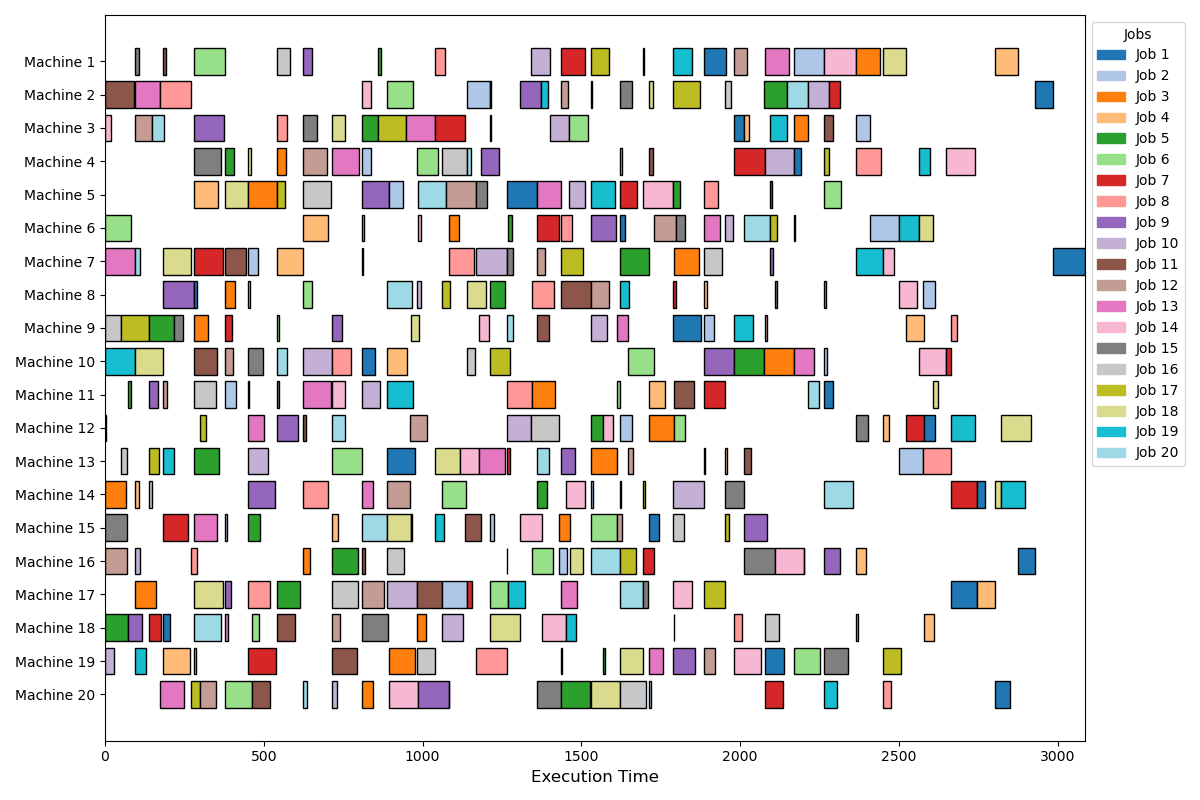 Machine 1
Machine 2
Machine 3
Machine 4
Machine 5
Machine 6
Machine 7
Machine 8
Machine 9
Machine 10
Machine 11
Machine 12
Machine 13
Machine 14
Machine 15
Machine 16
Machine 17
Machine 18
Machine 19
Machine 20
0 500 1000 1500 2000 2500 3000
Execution Time
Jobs
Job 1
Job 2
Job 3
Job 4
Job 5
Job 6
Job 7
Job 8
Job 9
Job 10
Job 11
Job 12
Job 13
Job 14
Job 15
Job 16
Job 17
Job 18
Job 19
Job 20